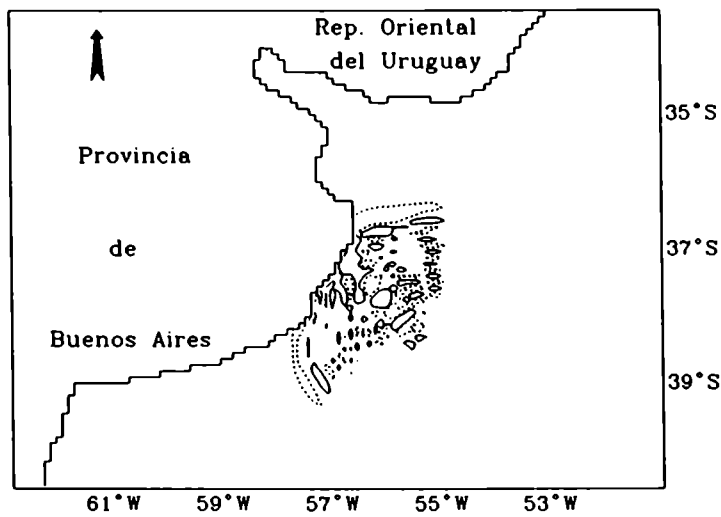 Rep. Oriental
del Uruguay
35°S
Provincia
de
37°S
Buenos Aires
39°S
61°W 59°W 57°W 55°W 53°W